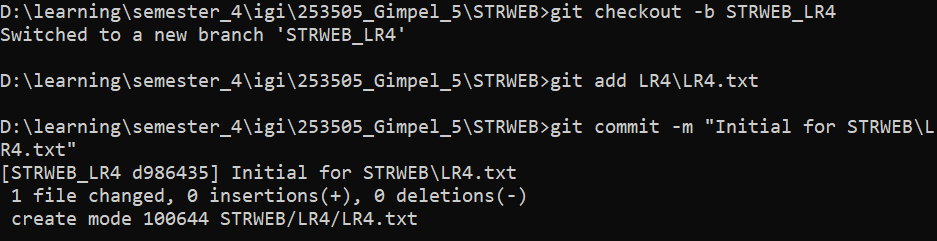 D:\learning\semester_4\igi\253505_Gimpel_5\STRWEB>git checkout -b STRWEB_LR4
Switched to a new branch 'STRWEB_LR4'
D:\learning\semester_4\igi\253505_Gimpel_5\STRWEB>git add LR4\LR4.txt
D:\learning\semester_4\igi\253505_Gimpel_5\STRWEB>git commit -m "Initial for STRWEB\L
R4.txt"
[STRWEB_LR4 d986435] Initial for STRWEB\LR4.txt
 1 file changed, 0 insertions(+), 0 deletions(-)
 create mode 100644 STRWEB/LR4/LR4.txt